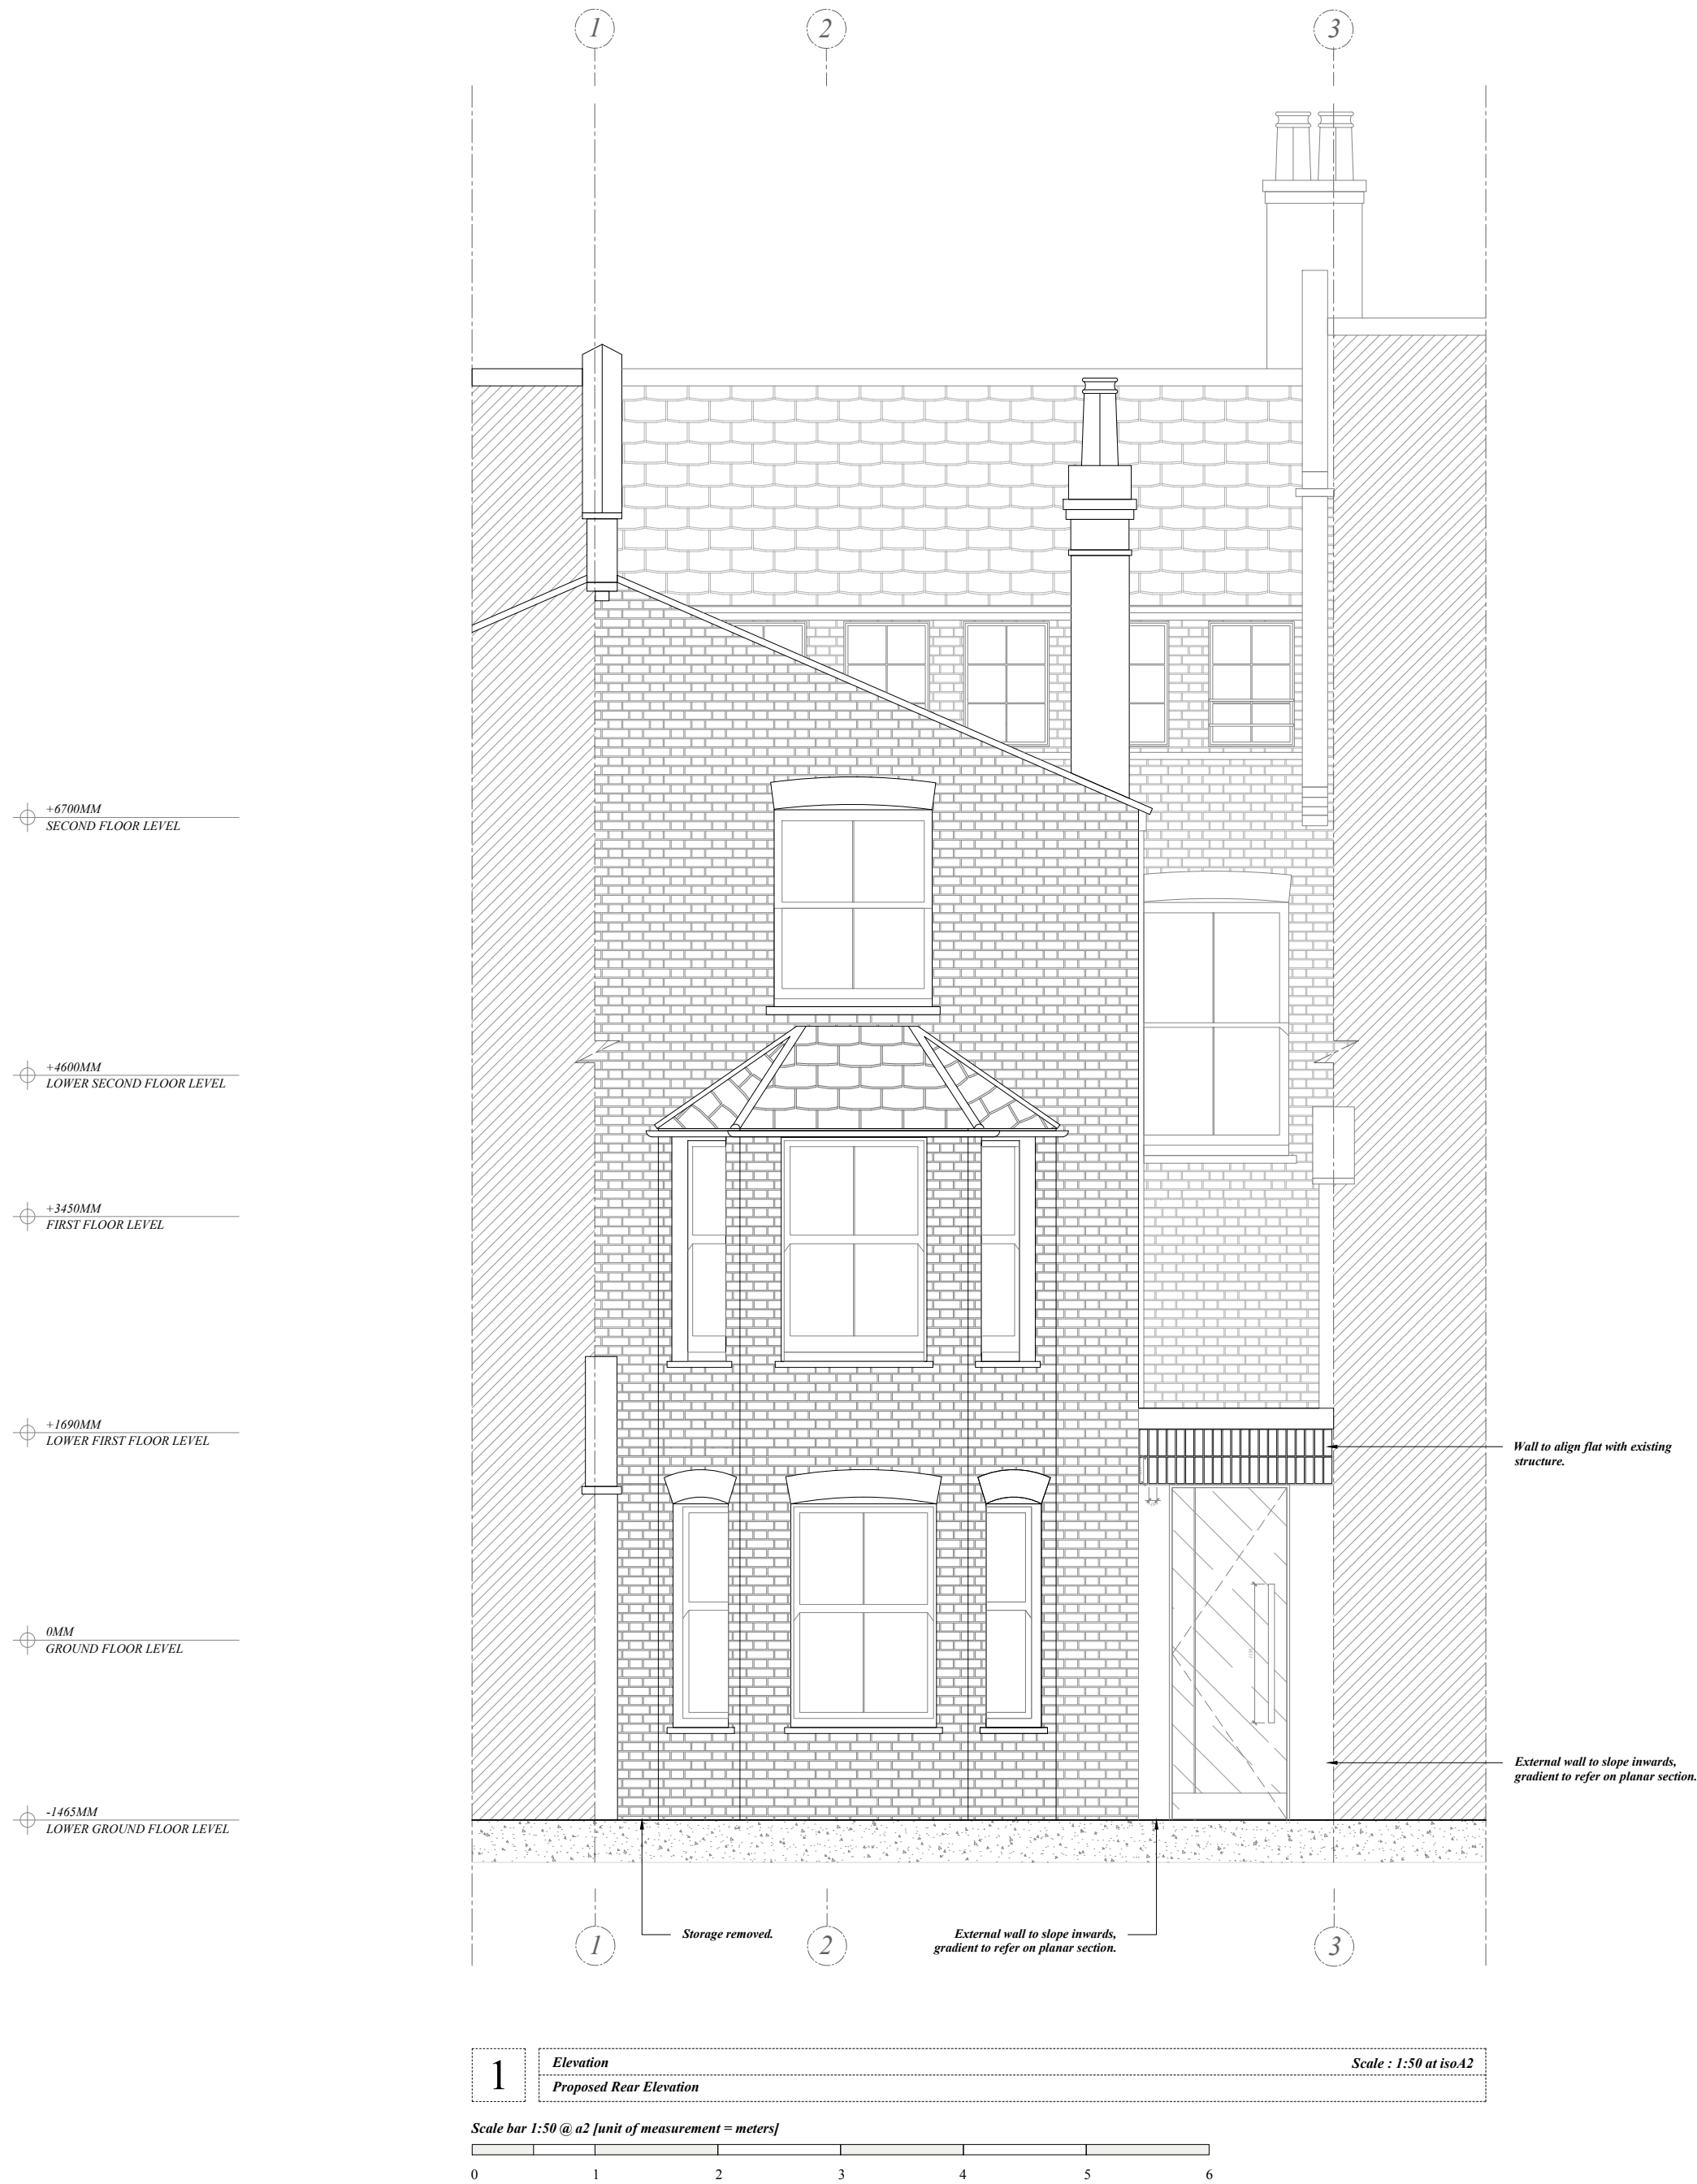 1
2
3
+6700MM
SECOND FLOOR LEVEL
+4600MM
LOWER SECOND FLOOR LEVEL
+3450MM
FIRST FLOOR LEVEL
+1690MM
LOWER FIRST FLOOR LEVEL
Wall to align flat with existing
structure.
0MM
GROUND FLOOR LEVEL
External wall to slope inwards,
gradient to refer on planar section.
-1465MM
LOWER GROUND FLOOR LEVEL
Storage removed.
External wall to slope inwards,
gradient to refer on planar section.
1
2
3
1
Elevation
Scale : 1:50 at isoA2
Proposed Rear Elevation
Scale bar 1:50 @ a2 [unit of measurement = meters]
0 1 2 3 4 5 6